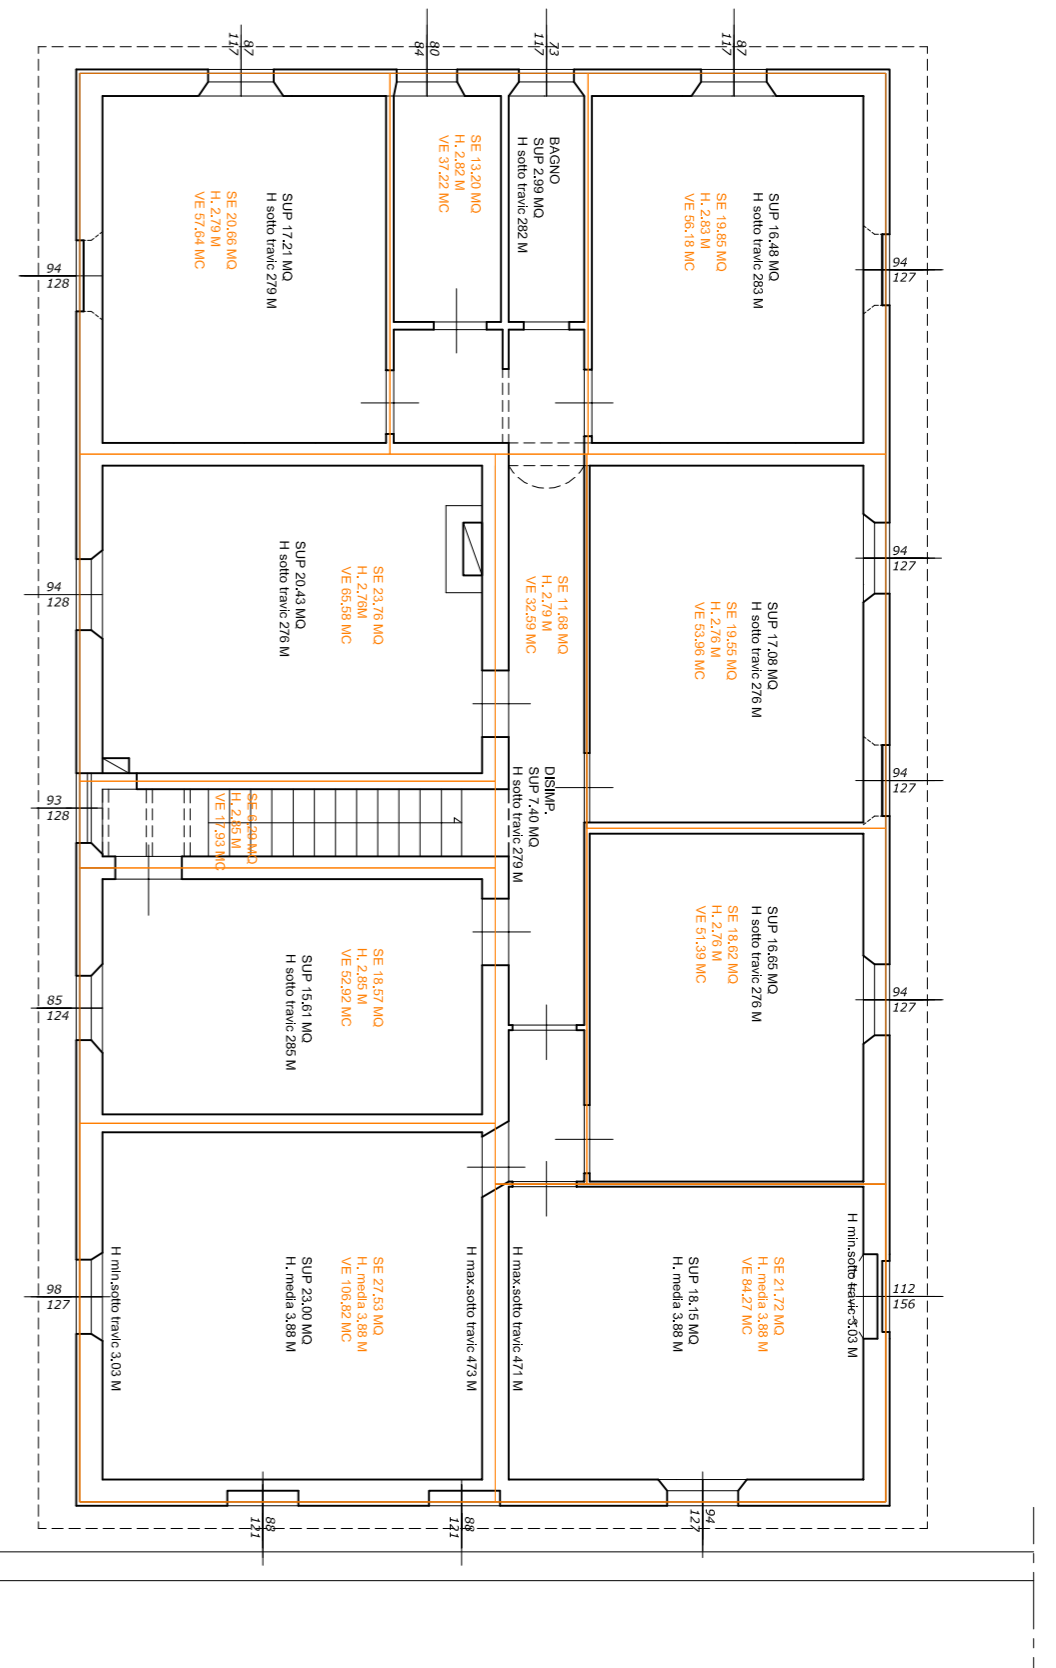 87
117
80
84
73
117
87
117
BAGNO
SUP 2.99 MQ
H sotto travic 282 M
SE 13.20 MQ
H. 2.82 M
VE 37.22 MC
SUP 17.21 MQ
H sotto travic 279 M
SE 20.66 MQ
H. 2.79 M
VE 57.64 MC
SUP 16.48 MQ
H sotto travic 283 M
SE 19.85 MQ
H. 2.83 M
VE 56.18 MC
94
128
94
127
SUP 20.43 MQ
H sotto travic 276 M
SE 23.76 MQ
H. 2.76M
VE 65.58 MC
SE 11.68 MQ
H. 2.79 M
VE 32.59 MC
SUP 17.08 MQ
H sotto travic 276 M
SE 19.55 MQ
H. 2.76 M
VE 53.96 MC
94
128
94
127
94
127
DISIMP.
SUP 7.40 MQ
H sotto travic 279 M
SE 6.29 MQ
H. 2.85 M
VE 17.93 MC
93
128
SUP 15.61 MQ
H sotto travic 285 M
SE 18.57 MQ
H. 2.85 M
VE 52.92 MC
SUP 16.65 MQ
H sotto travic 276 M
SE 18.62 MQ
H. 2.76 M
VE 51.39 MC
85
124
94
127
H min.sotto travic 3.03 M
SUP 23.00 MQ
H. media 3.88 M
SE 27.53 MQ
H. media 3.88 M
VE 106.82 MC
H max.sotto travic 473 M
H max.sotto travic 471 M
SUP 18.15 MQ
H. media 3.88 M
SE 21.72 MQ
H. media 3.88 M
VE 84.27 MC
H min.sotto travic 3.03 M
98
127
112
156
88
121
88
121
94
127